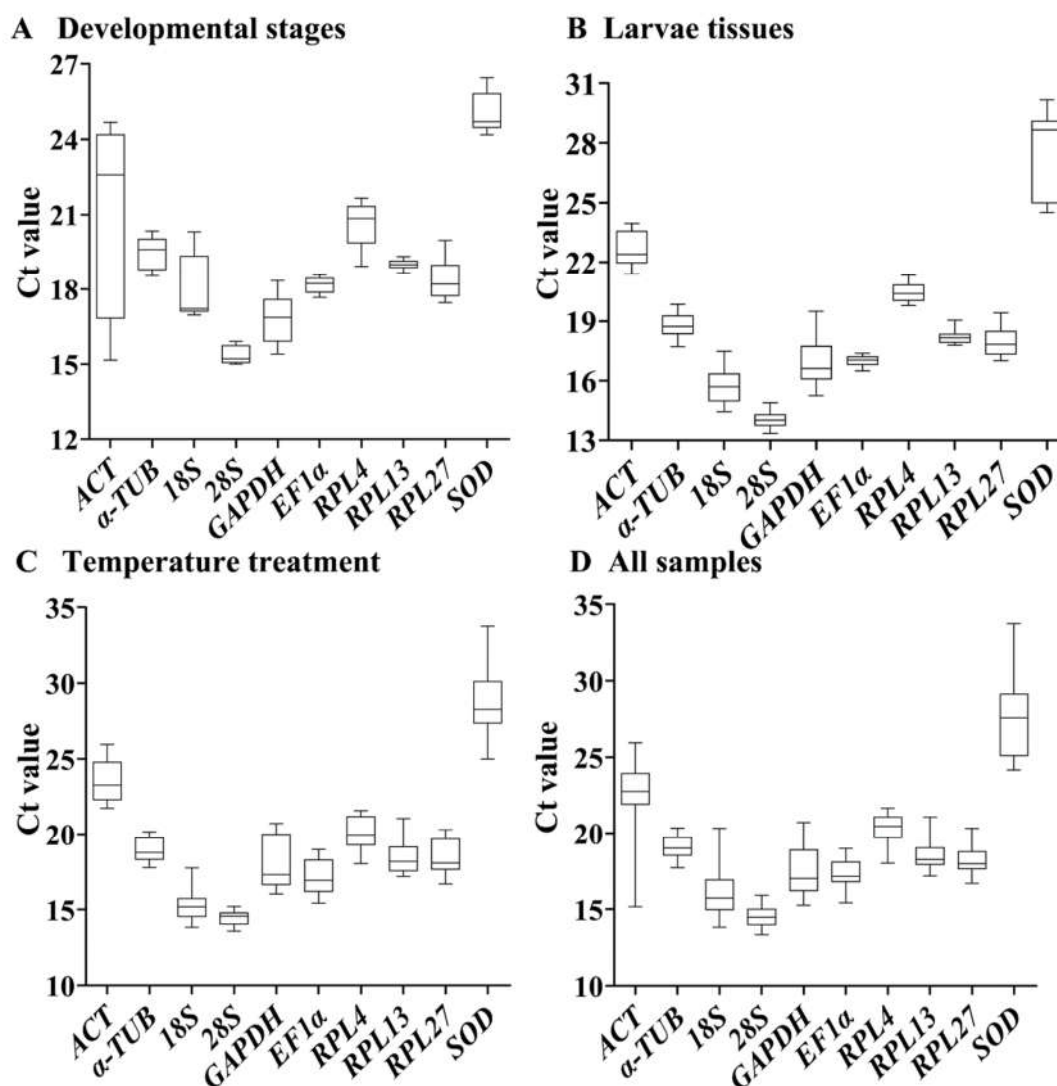 A Developmental stages
27
24
21
18
15
12
Ct value
ACT
α-TUB
18S
28S
GAPDH
EF1α
RPL4
RPL13
RPL27
SOD
B Larvae tissues
31
28
25
22
19
16
13
Ct value
ACT
α-TUB
18S
28S
GAPDH
EF1α
RPL4
RPL13
RPL27
SOD
C Temperature treatment
35
30
25
20
15
10
Ct value
ACT
α-TUB
18S
28S
GAPDH
EF1α
RPL4
RPL13
RPL27
SOD
D All samples
35
30
25
20
15
10
Ct value
ACT
α-TUB
18S
28S
GAPDH
EF1α
RPL4
RPL13
RPL27
SOD